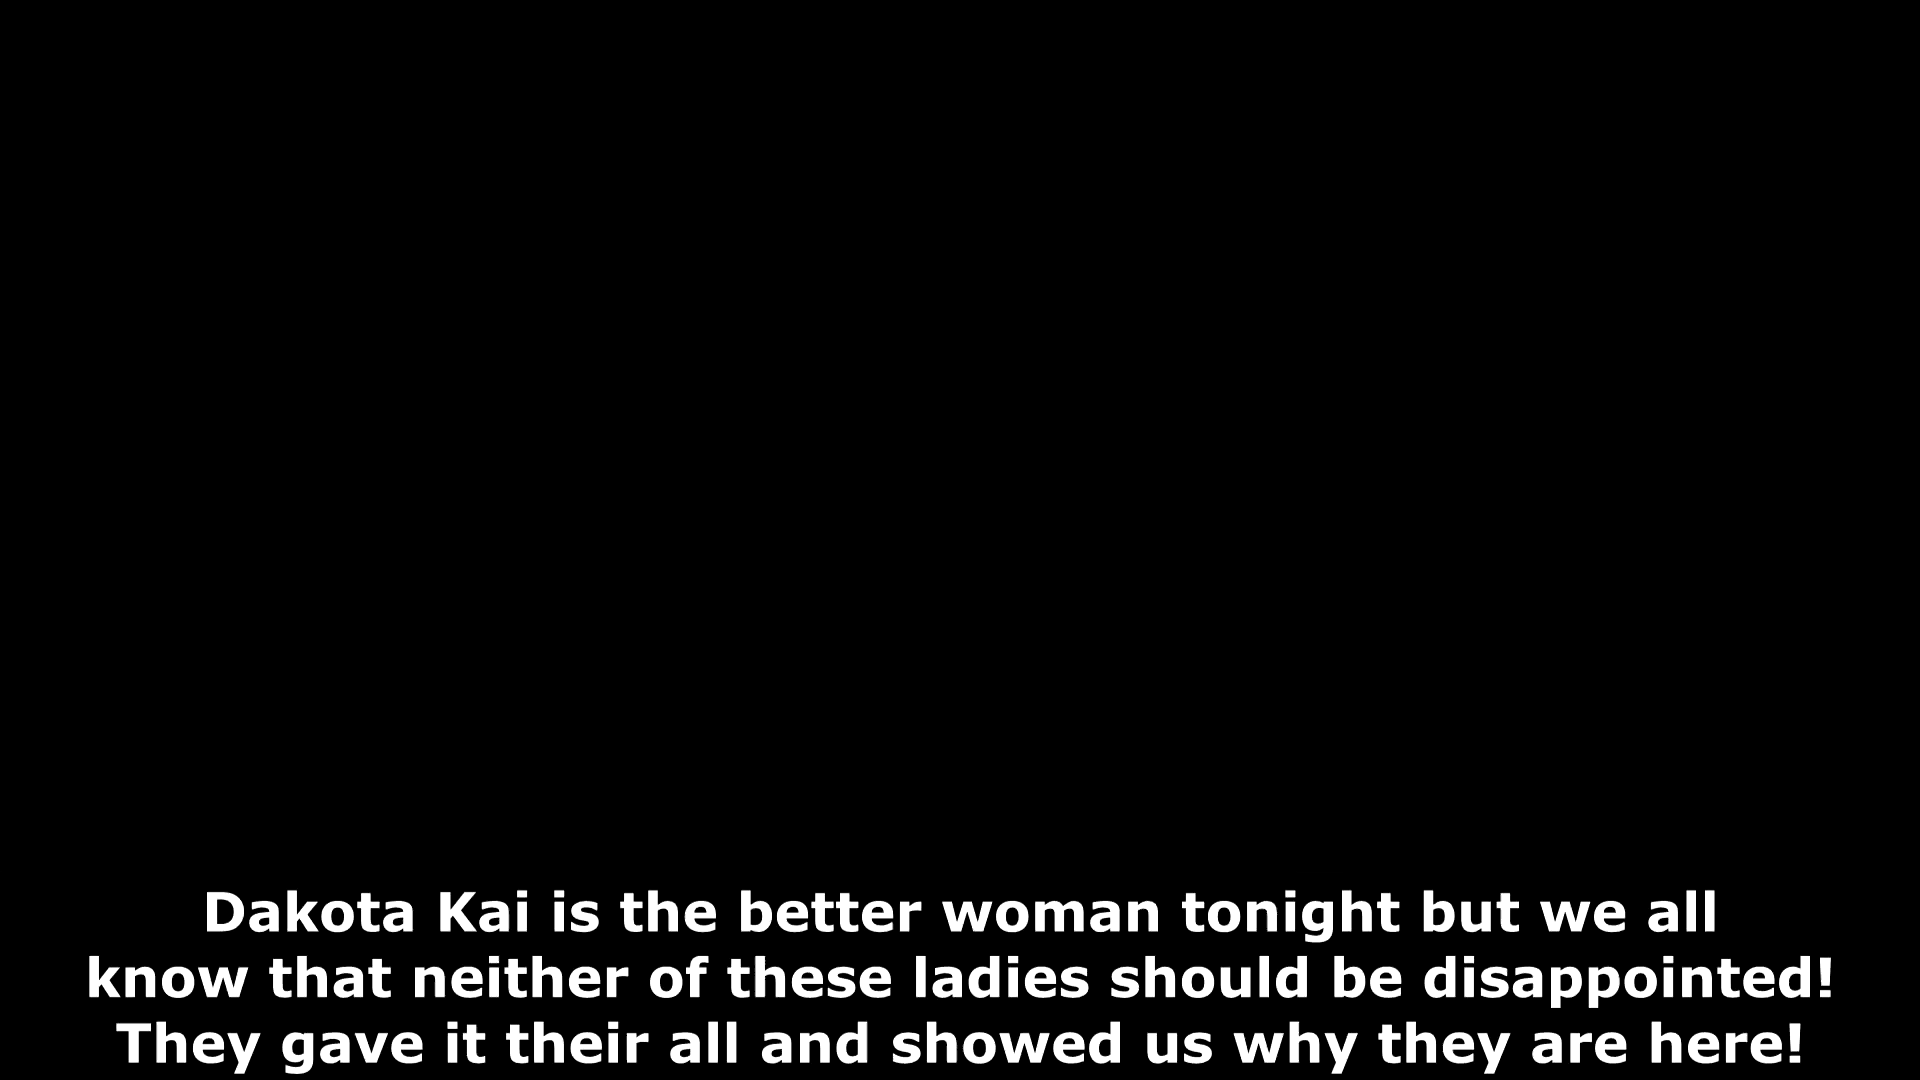 Dakota Kai is the better woman tonight but we all
know that neither of these ladies should be disappointed!
They gave it their all and showed us why they are here!